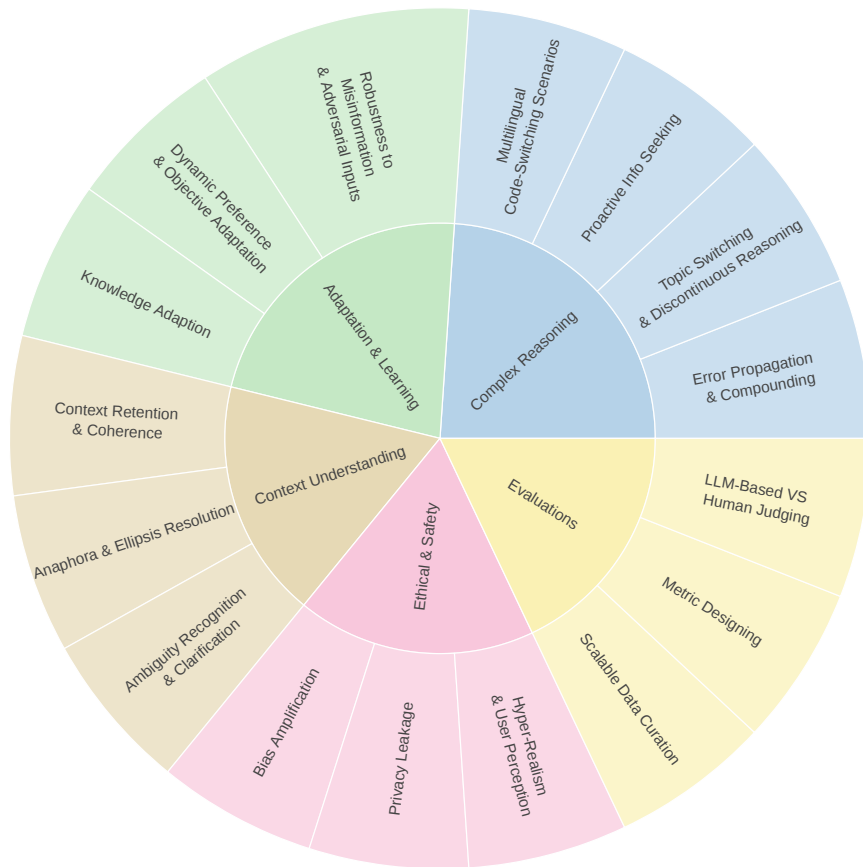 Complex Reasoning
Multilingual
Code-Switching Scenarios
Proactive Info Seeking
Topic Switching
& Discontinuous Reasoning
Error Propagation
& Compounding
Evaluations
LLM-Based VS
Human Judging
Metric Designing
Scalable Data Curation
Ethical & Safety
Hyper-Realism
& User Perception
Privacy Leakage
Bias Amplification
Context Understanding
Ambiguity Recognition
& Clarification
Anaphora & Ellipsis Resolution
Context Retention
& Coherence
Adaptation & Learning
Knowledge Adaption
Dynamic Preference
& Objective Adaptation
Robustness to
Misinformation
& Adversarial Inputs